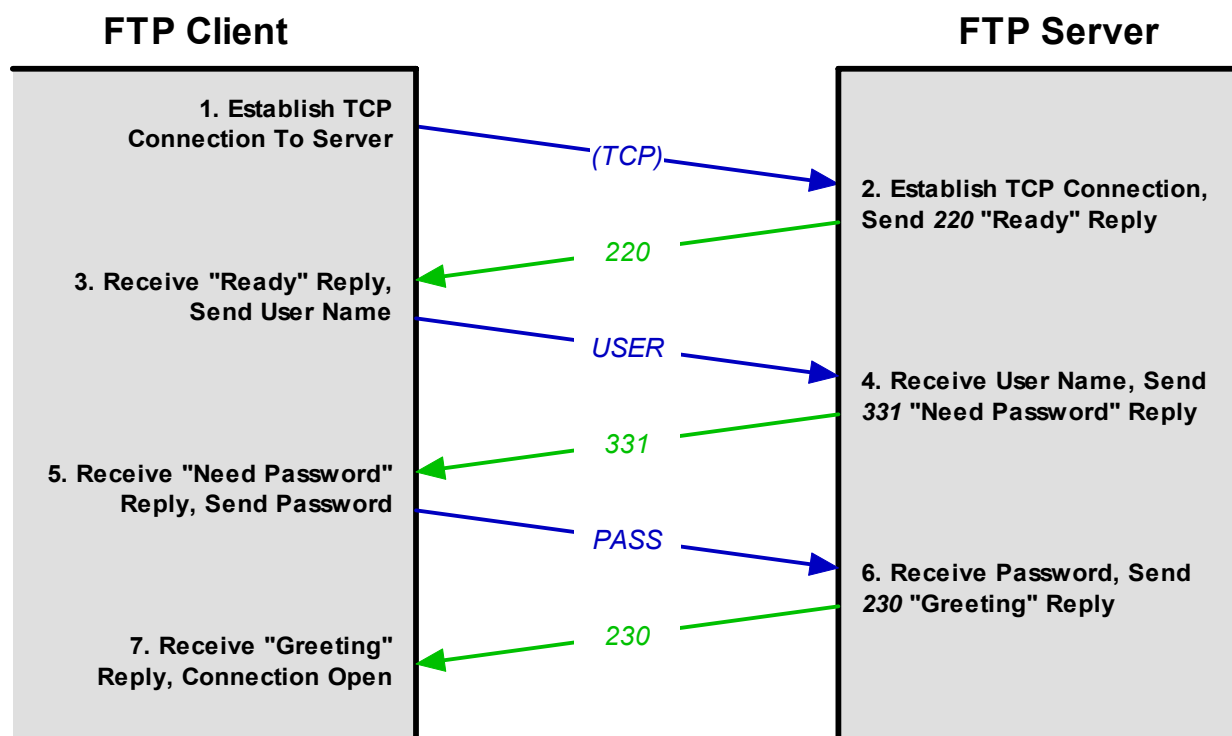 FTP Client
FTP Server
1. Establish TCP
Connection To Server
(TCP)
2. Establish TCP Connection,
Send 220 "Ready" Reply
220
3. Receive "Ready" Reply,
Send User Name
USER
4. Receive User Name, Send
331 "Need Password" Reply
331
5. Receive "Need Password"
Reply, Send Password
PASS
6. Receive Password, Send
230 "Greeting" Reply
230
7. Receive "Greeting"
Reply, Connection Open